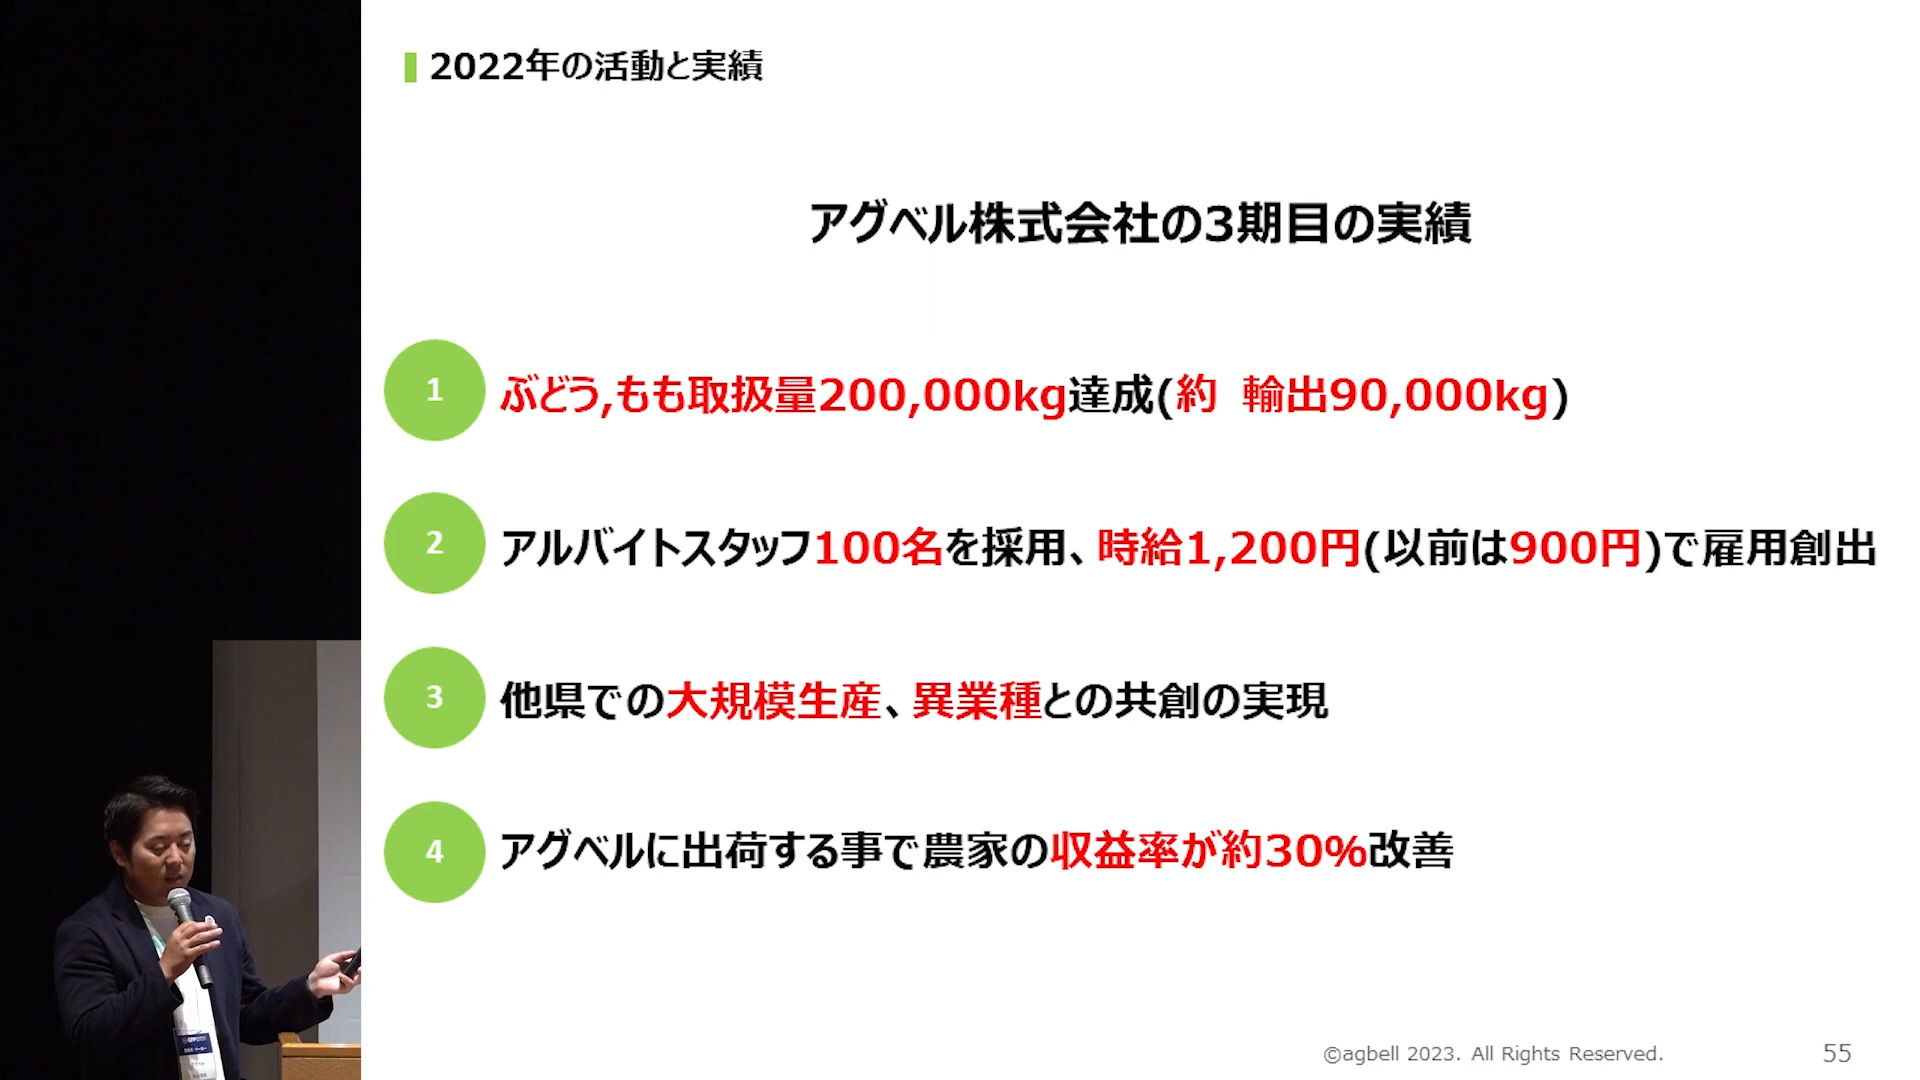 2022年の活動と実績
アグベル株式会社の3期目の実績
1 ぶどう,もも取扱量200,000kg達成(約 輸出90,000kg)
2 アルバイトスタッフ100名を採用、時給1,200円(以前は900円)で雇用創出
3 他県での大規模生産、異業種との共創の実現
4 アグベルに出荷する事で農家の収益率が約30%改善
©agbell 2023. All Rights Reserved.
55
GFP